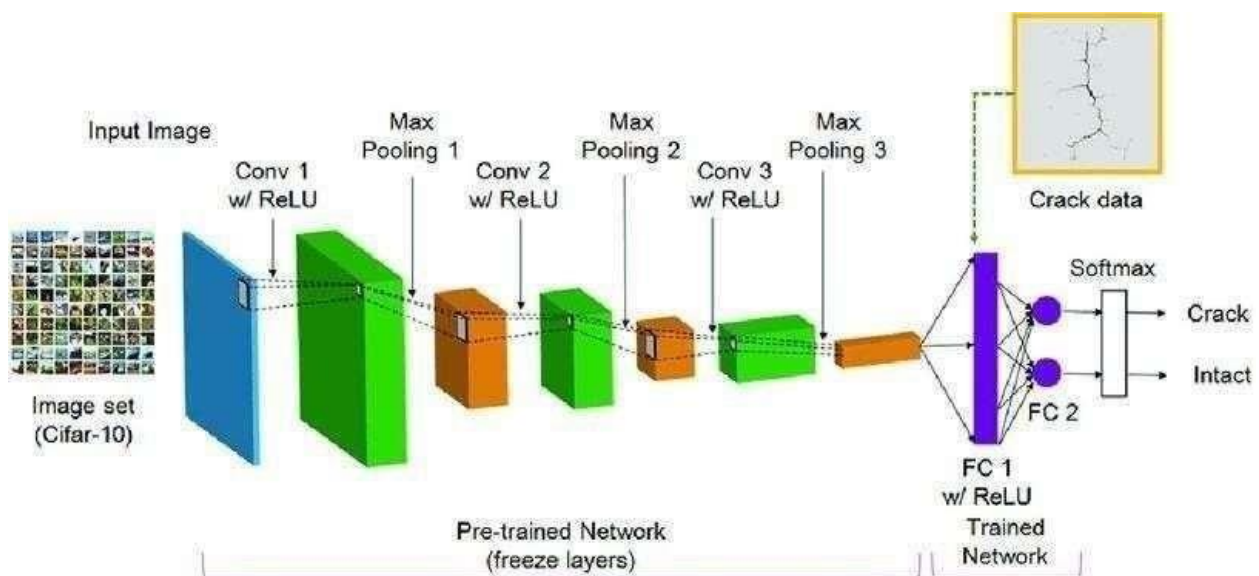 Input Image
Conv 1
w/ ReLU
Max
Pooling 1
Conv 2
w/ ReLU
Max
Pooling 2
Conv 3
w/ ReLU
Max
Pooling 3
Crack data
Image set
(Cifar-10)
Softmax
Crack
Intact
FC 2
FC 1
w/ ReLU
Pre-trained Network
(freeze layers)
Trained
Network